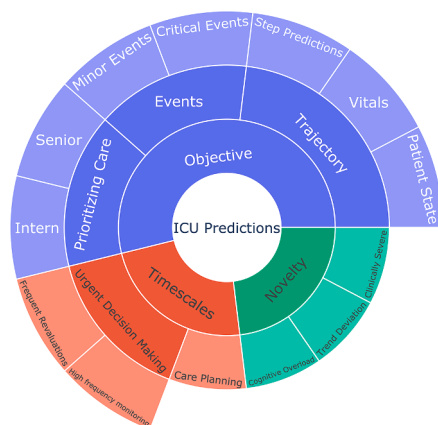 Critical Events
Step Predictions
Minor Events
Vitals
Senior
Events
Trajectory
Patient State
Prioritizing Care
Objective
Intern
ICU Predictions
Timescales
Novelty
Clinically Severe
Urgent Decision Making
Trend Deviation
Frequent Revaluations
Care Planning
Cognitive Overload
High frequency monitoring